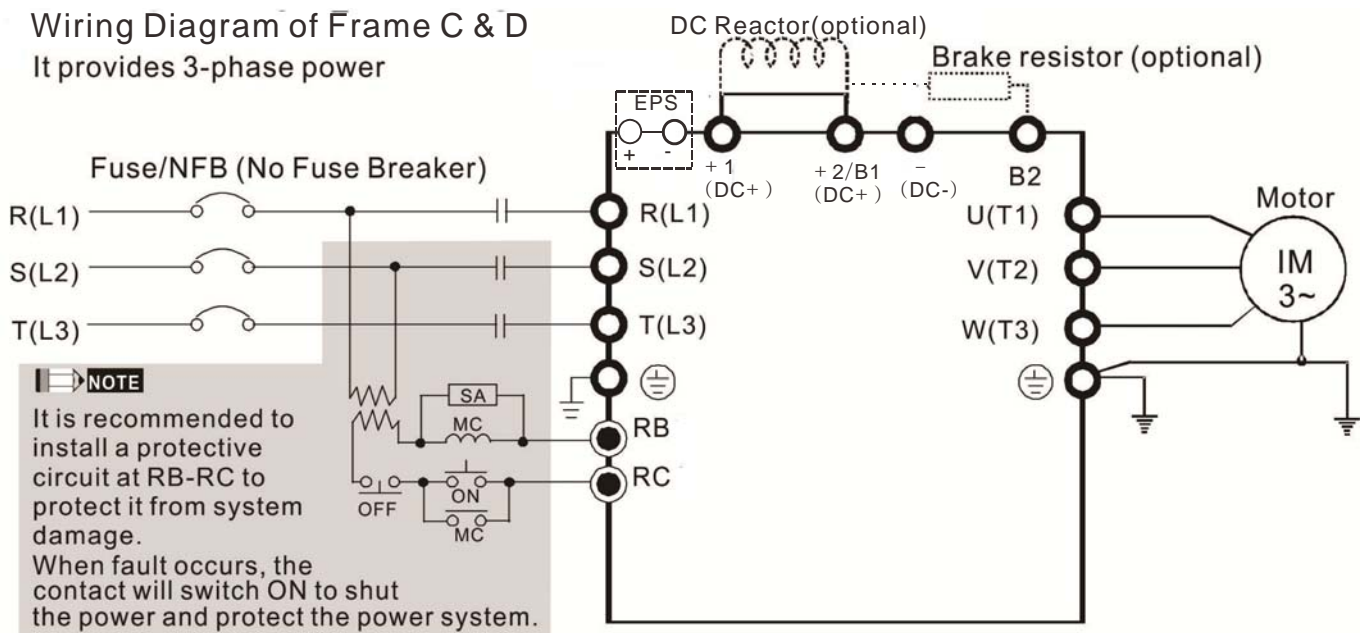 Wiring Diagram of Frame C & D
It provides 3-phase power
DC Reactor(optional)
Brake resistor (optional)
EPS
+ -
+1
(DC+)
+2/B1
(DC+)
−
(DC-)
B2
Fuse/NFB (No Fuse Breaker)
R(L1)
S(L2)
T(L3)
R(L1)
S(L2)
T(L3)
U(T1)
V(T2)
W(T3)
Motor
IM
3~
SA
MC
RB
RC
OFF
ON
MC
NOTE
It is recommended to
install a protective
circuit at RB-RC to
protect it from system
damage.
When fault occurs, the
contact will switch ON to shut
the power and protect the power system.